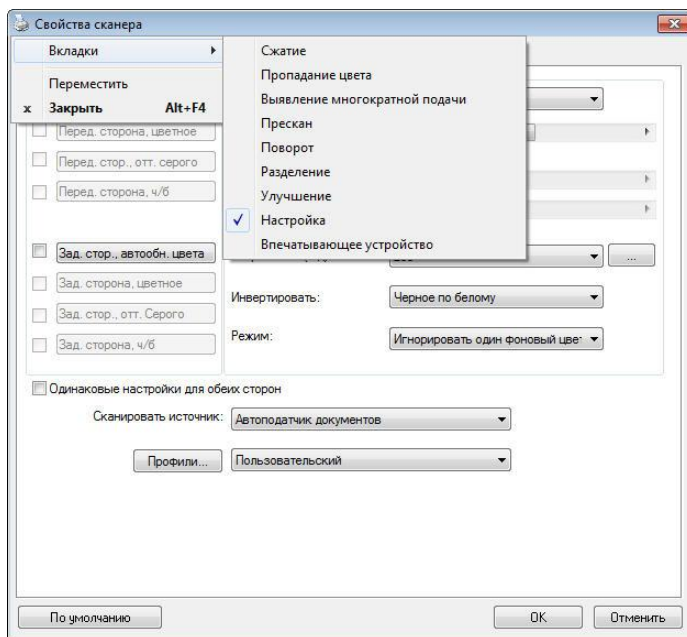 Свойства сканера
Вкладки
Переместить
x Закрыть Alt+F4
Сжатие
Пропадание цвета
Выявление многократной подачи
Прескан
Поворот
Разделение
Улучшение
Настройка
Впечатывающее устройство
Перед. сторона, цветное
Перед. стор., отт. серого
Перед. сторона, ч/б
Зад. стор., автообн. цвета
...
Зад. сторона, цветное
Инвертировать: Черное по белому
Зад. стор., отт. Серого
Режим: Игнорировать один фоновый цве
Зад. сторона, ч/б
Одинаковые настройки для обеих сторон
Сканировать источник: Автоподатчик документов
Профили... Пользовательский
По умолчанию OK Отменить